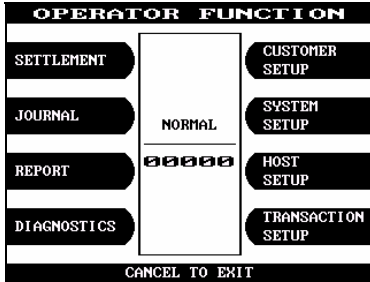 OPERATOR FUNCTION
SETTLEMENT
JOURNAL
REPORT
DIAGNOSTICS
NORMAL
00000
CUSTOMER
SETUP
SYSTEM
SETUP
HOST
SETUP
TRANSACTION
SETUP
CANCEL TO EXIT